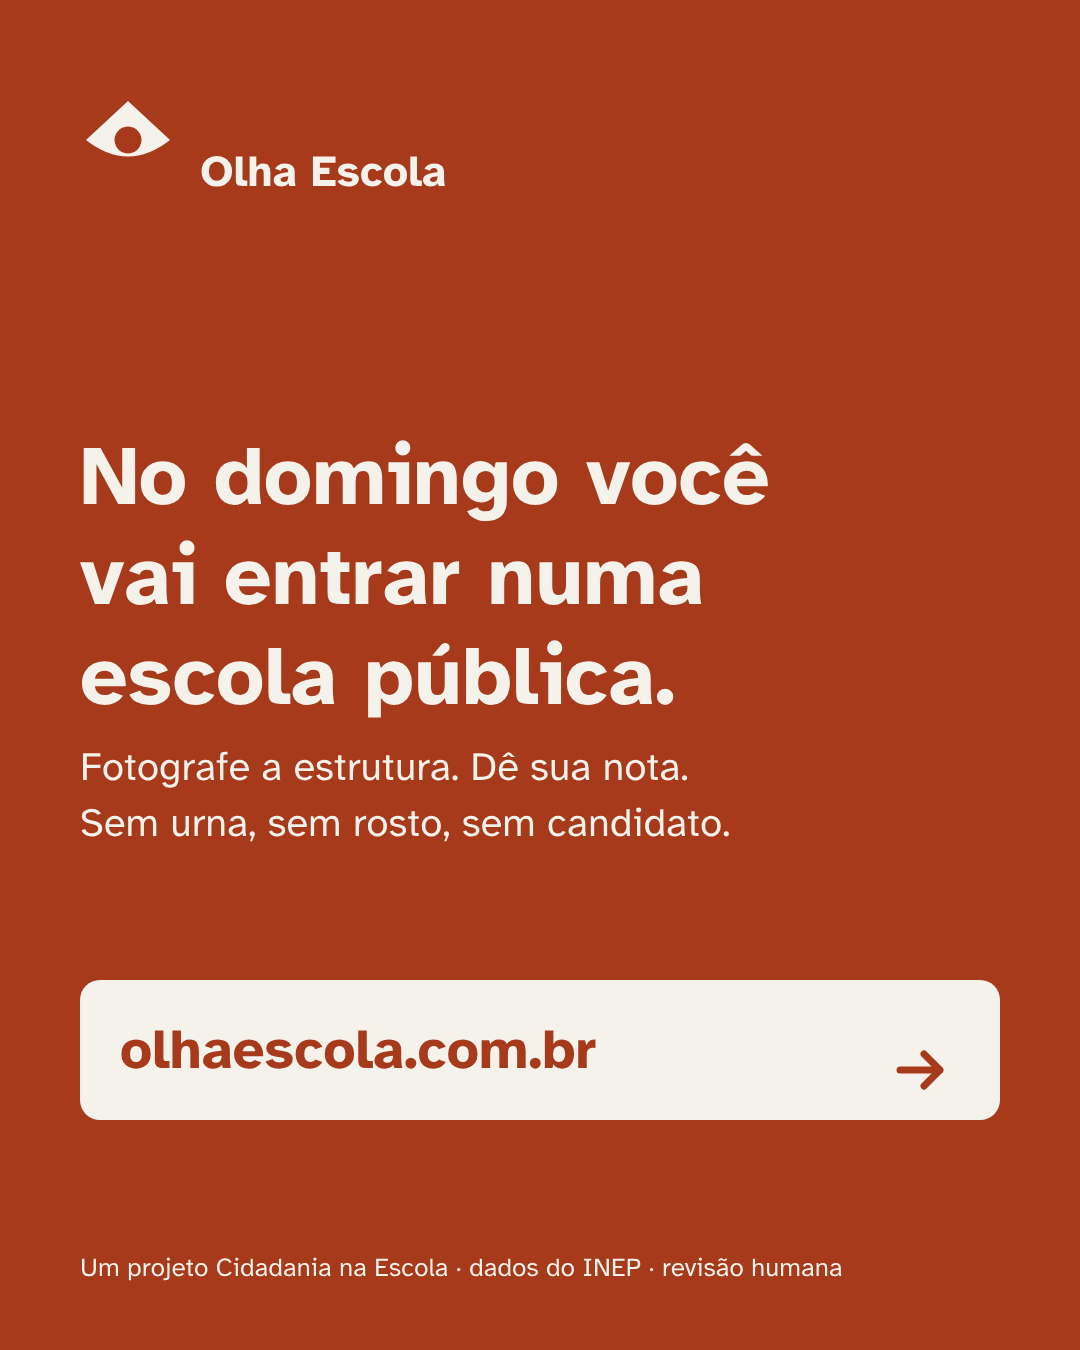 Olha Escola
No domingo você
vai entrar numa
escola pública.
Fotografe a estrutura. Dê sua nota.
Sem urna, sem rosto, sem candidato.
olhaescola.com.br
Um projeto Cidadania na Escola · dados do INEP · revisão humana